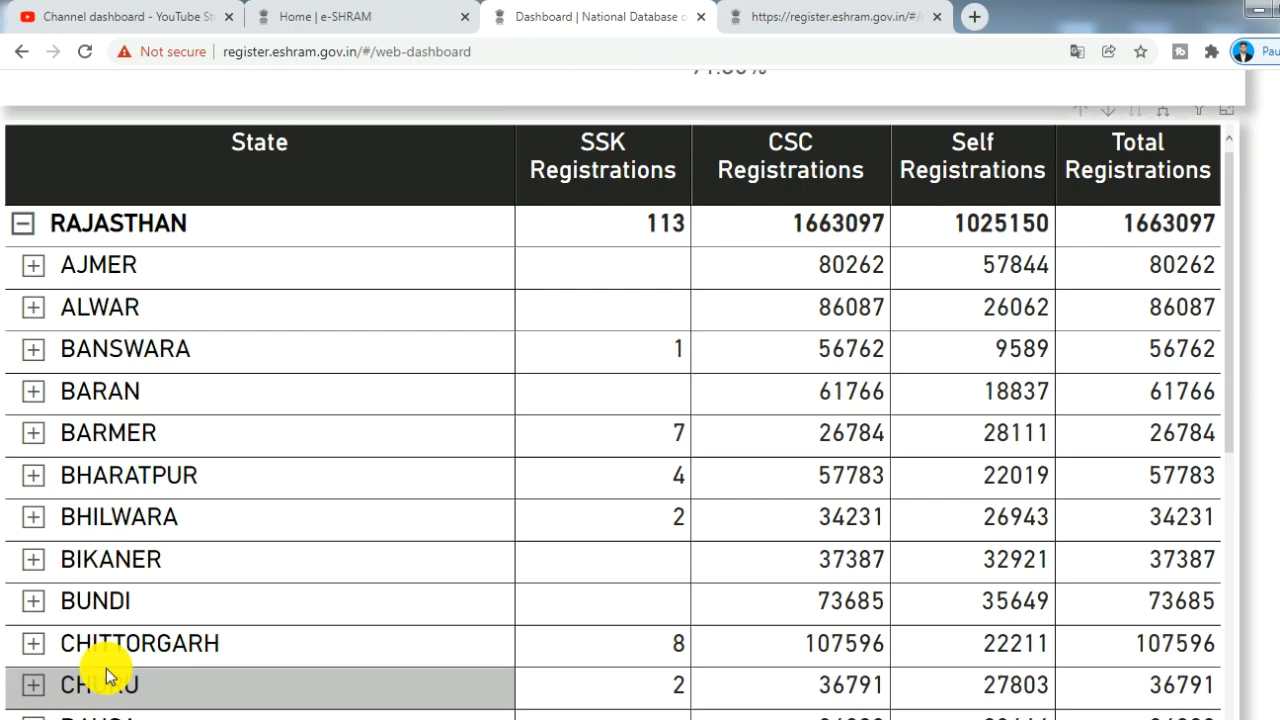 Channel dashboard - YouTube St
Home | e-SHRAM
Dashboard | National Database o
https://register.eshram.gov.in/#/
Not secure
register.eshram.gov.in/#/web-dashboard
Pau
State SSK Registrations CSC Registrations Self Registrations Total Registrations
RAJASTHAN 113 1663097 1025150 1663097
AJMER 80262 57844 80262
ALWAR 86087 26062 86087
BANSWARA 1 56762 9589 56762
BARAN 61766 18837 61766
BARMER 7 26784 28111 26784
BHARATPUR 4 57783 22019 57783
BHILWARA 2 34231 26943 34231
BIKANER 37387 32921 37387
BUNDI 73685 35649 73685
CHITTORGARH 8 107596 22211 107596
CHURU 2 36791 27803 36791